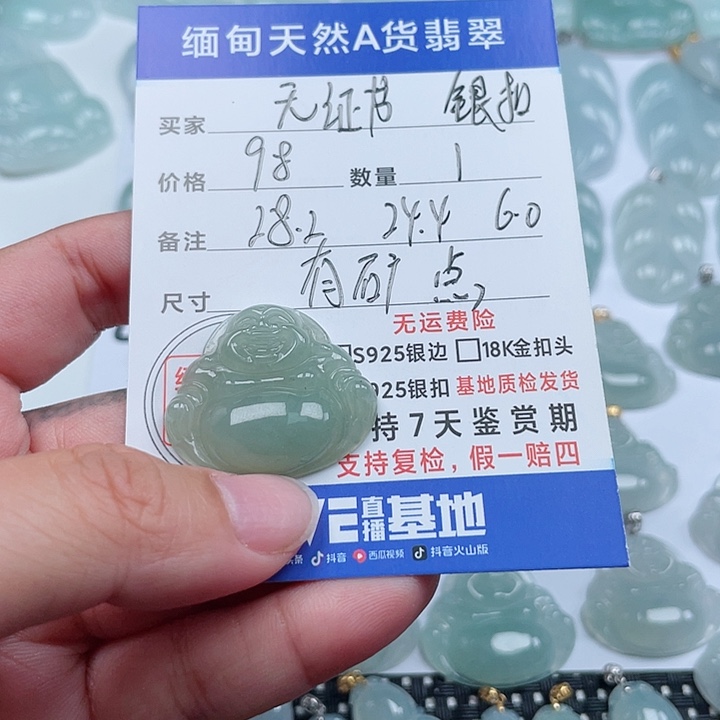 缅甸天然A货翡翠
买家 无证书 银扣
价格 98 数量 1
备注 28.2 24.4 6.0
尺寸 有矿点
无运费险
S925银边 18K金扣头
925银扣 基地质检发货
持7天鉴赏期
支持复检,假一赔四
直播基地
头条 抖音 西瓜视频 抖音火山版